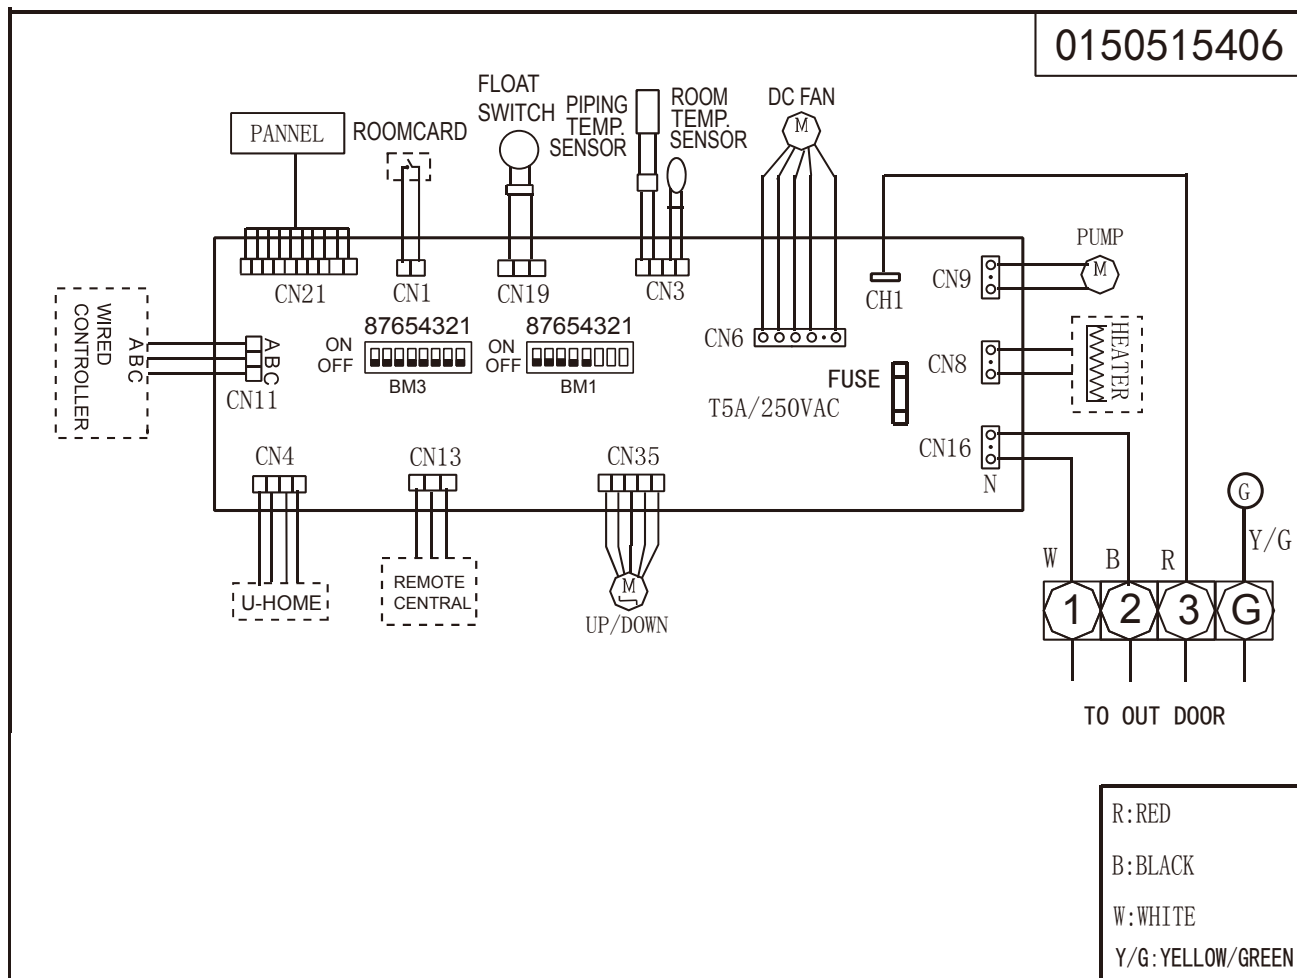 0150515406
FLOAT
SWITCH
PIPING
TEMP.
SENSOR
ROOM
TEMP.
SENSOR
DC FAN
M
PANNEL
ROOMCARD
PUMP
M
CN21
CN1
CN19
CN3
CH1
CN9
WIRED
CONTROLLER
A B C
A B C
CN11
87654321
ON
OFF
BM3
87654321
ON
OFF
BM1
CN6
CN8
HEATER
FUSE
T5A/250VAC
CN16
N
CN4
CN13
CN35
U-HOME
REMOTE
CENTRAL
M
UP/DOWN
G
Y/G
W
B
R
1
2
3
G
TO OUT DOOR
R:RED
B:BLACK
W:WHITE
Y/G:YELLOW/GREEN